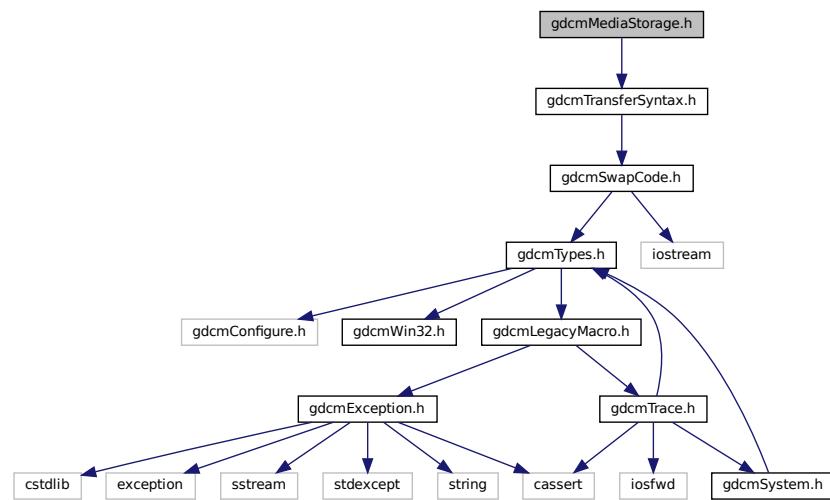 gdcmMediaStorage.h
gdcmTransferSyntax.h
gdcmSwapCode.h
gdcmTypes.h
iostream
gdcmConfigure.h
gdcmWin32.h
gdcmLegacyMacro.h
gdcmException.h
gdcmTrace.h
cstdlib
exception
sstream
stdexcept
string
cassert
iosfwd
gdcmSystem.h